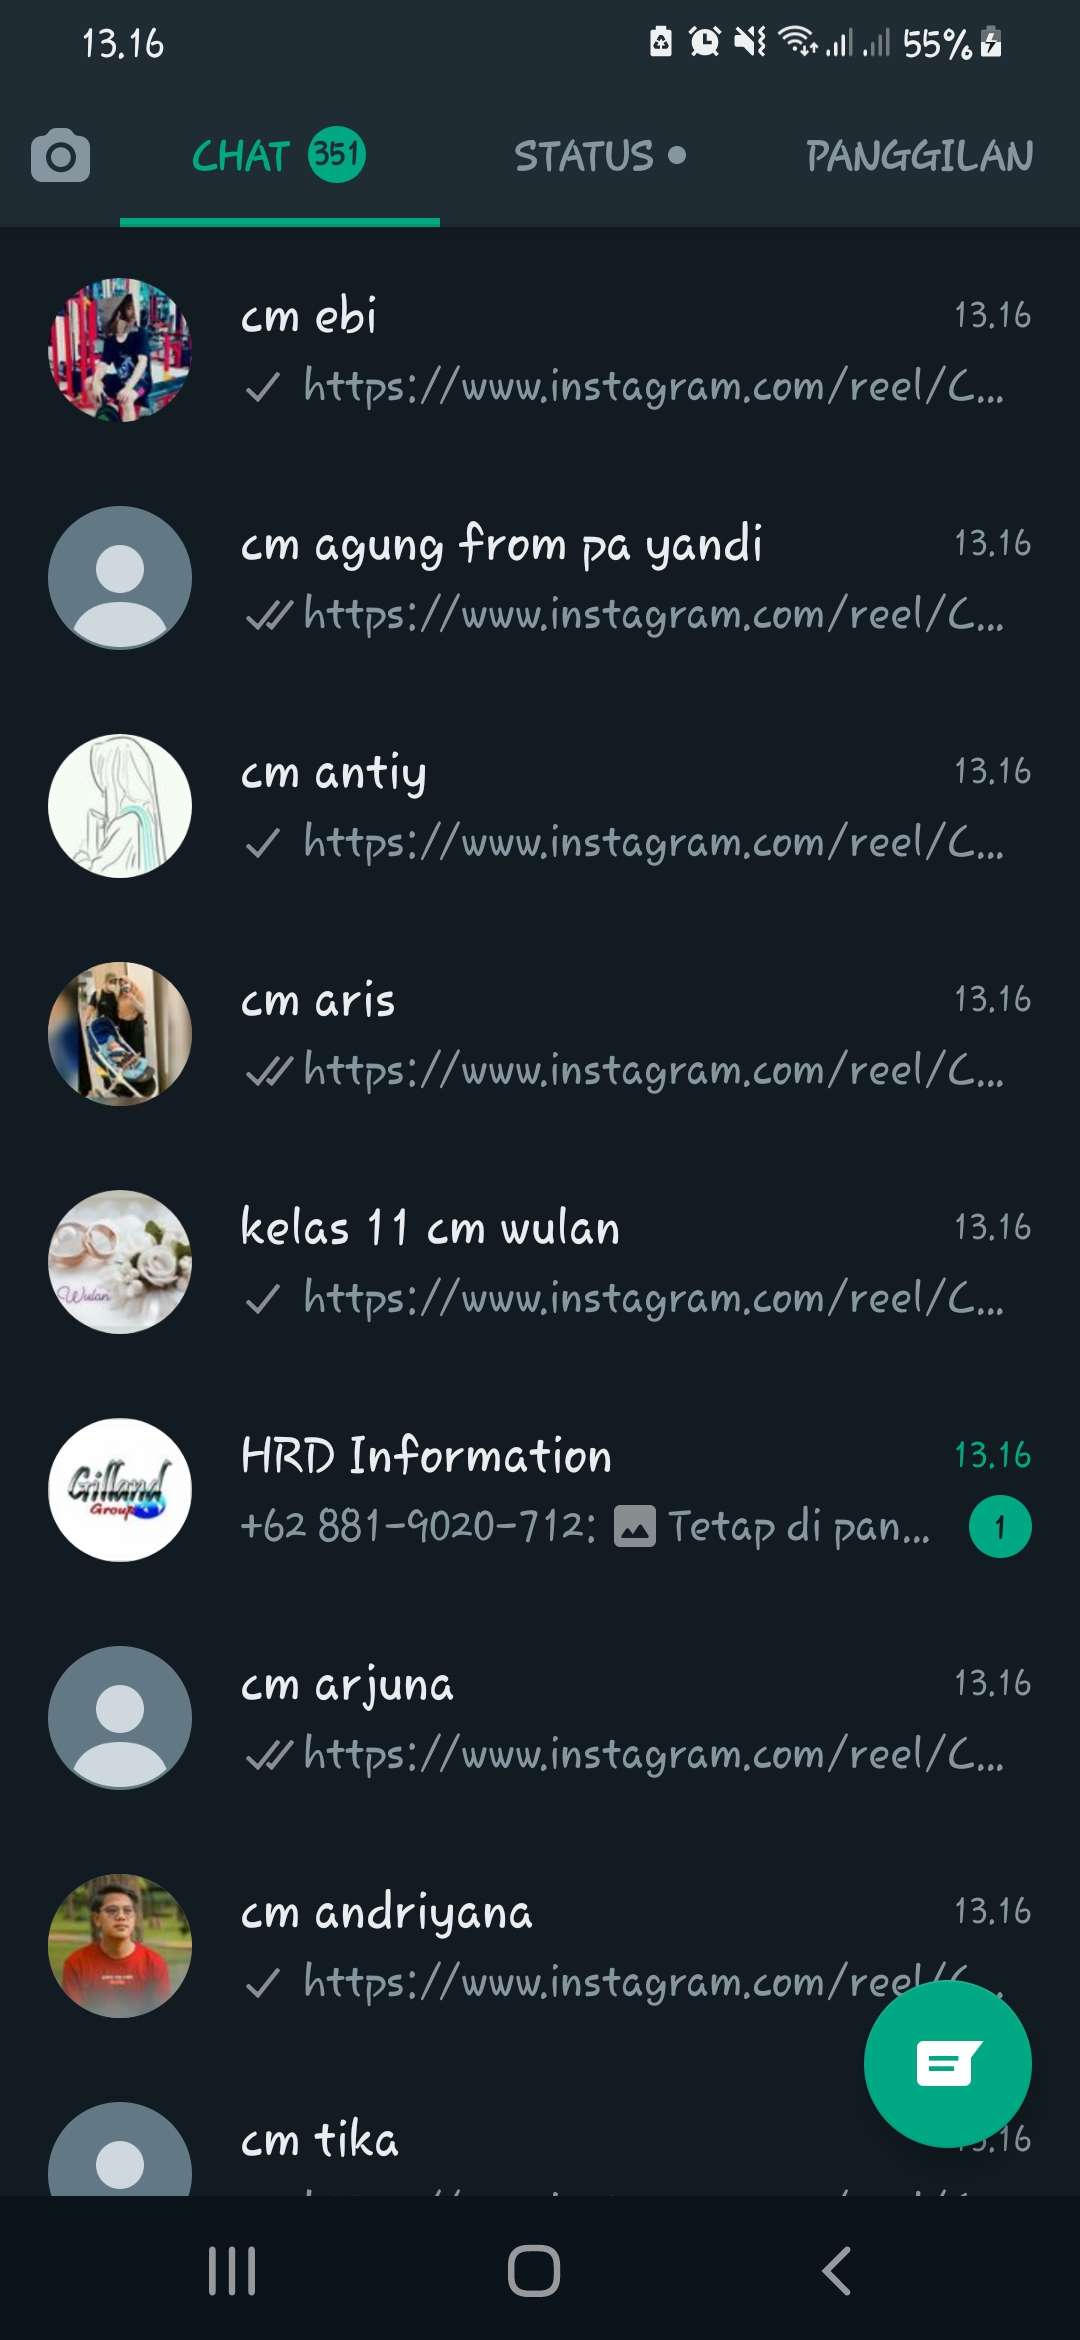 13.16
55%
CHAT 351
STATUS
PANGGILAN
cm ebi 13.16
https://www.instagram.com/reel/C...
cm agung from pa yandi 13.16
https://www.instagram.com/reel/C...
cm antiy 13.16
https://www.instagram.com/reel/C...
cm aris 13.16
https://www.instagram.com/reel/C...
Wulan
kelas 11 cm wulan 13.16
https://www.instagram.com/reel/C...
Gilland
Group
HRD Information 13.16
+62 881-9020-712: Tetap di pan... 1
cm arjuna 13.16
https://www.instagram.com/reel/C...
cm andriyana 13.16
https://www.instagram.com/reel/C...
cm tika 13.16